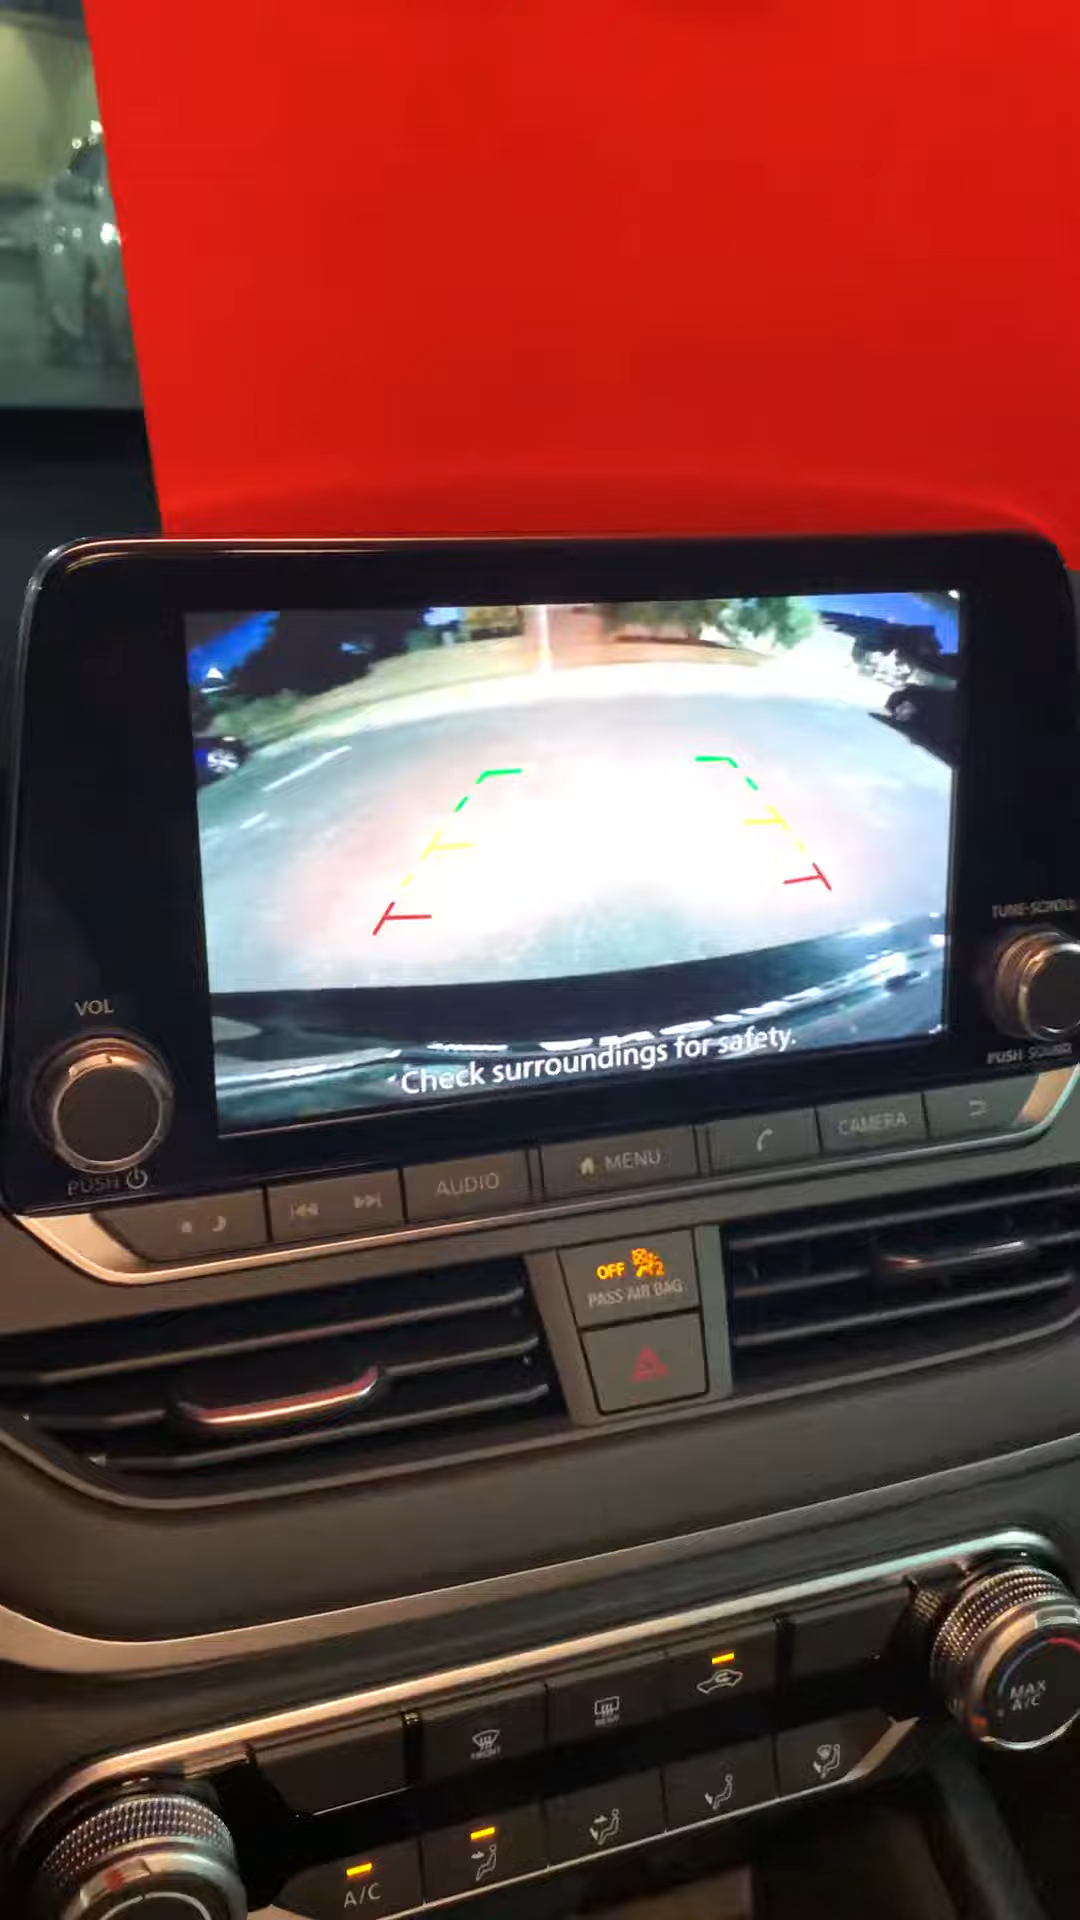 TUNE·SCROLL
VOL
PUSH SOUND
Check surroundings for safety.
PUSH
AUDIO
MENU
CAMERA
OFF 2
PASS AIR BAG
MAX
A/C
REAR
FRONT
A/C